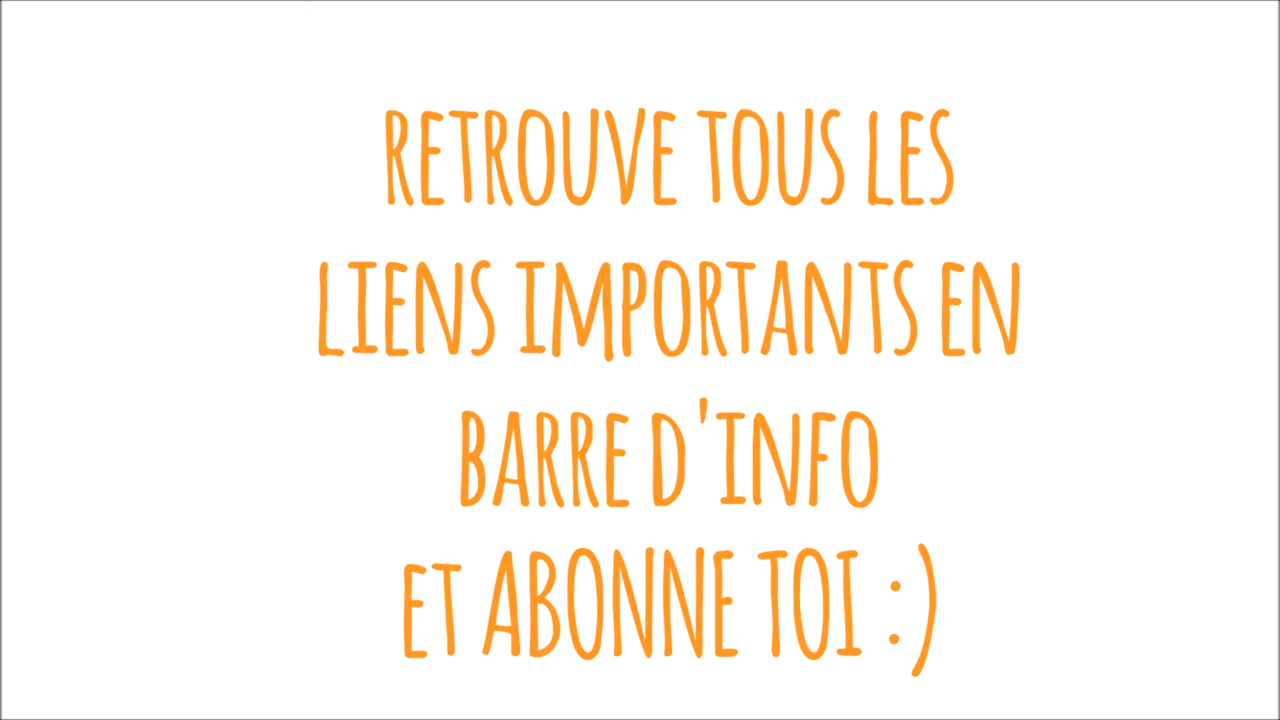 RETROUVE TOUS LES
LIENS IMPORTANTS EN
BARRE D'INFO
ET ABONNE TOI :)